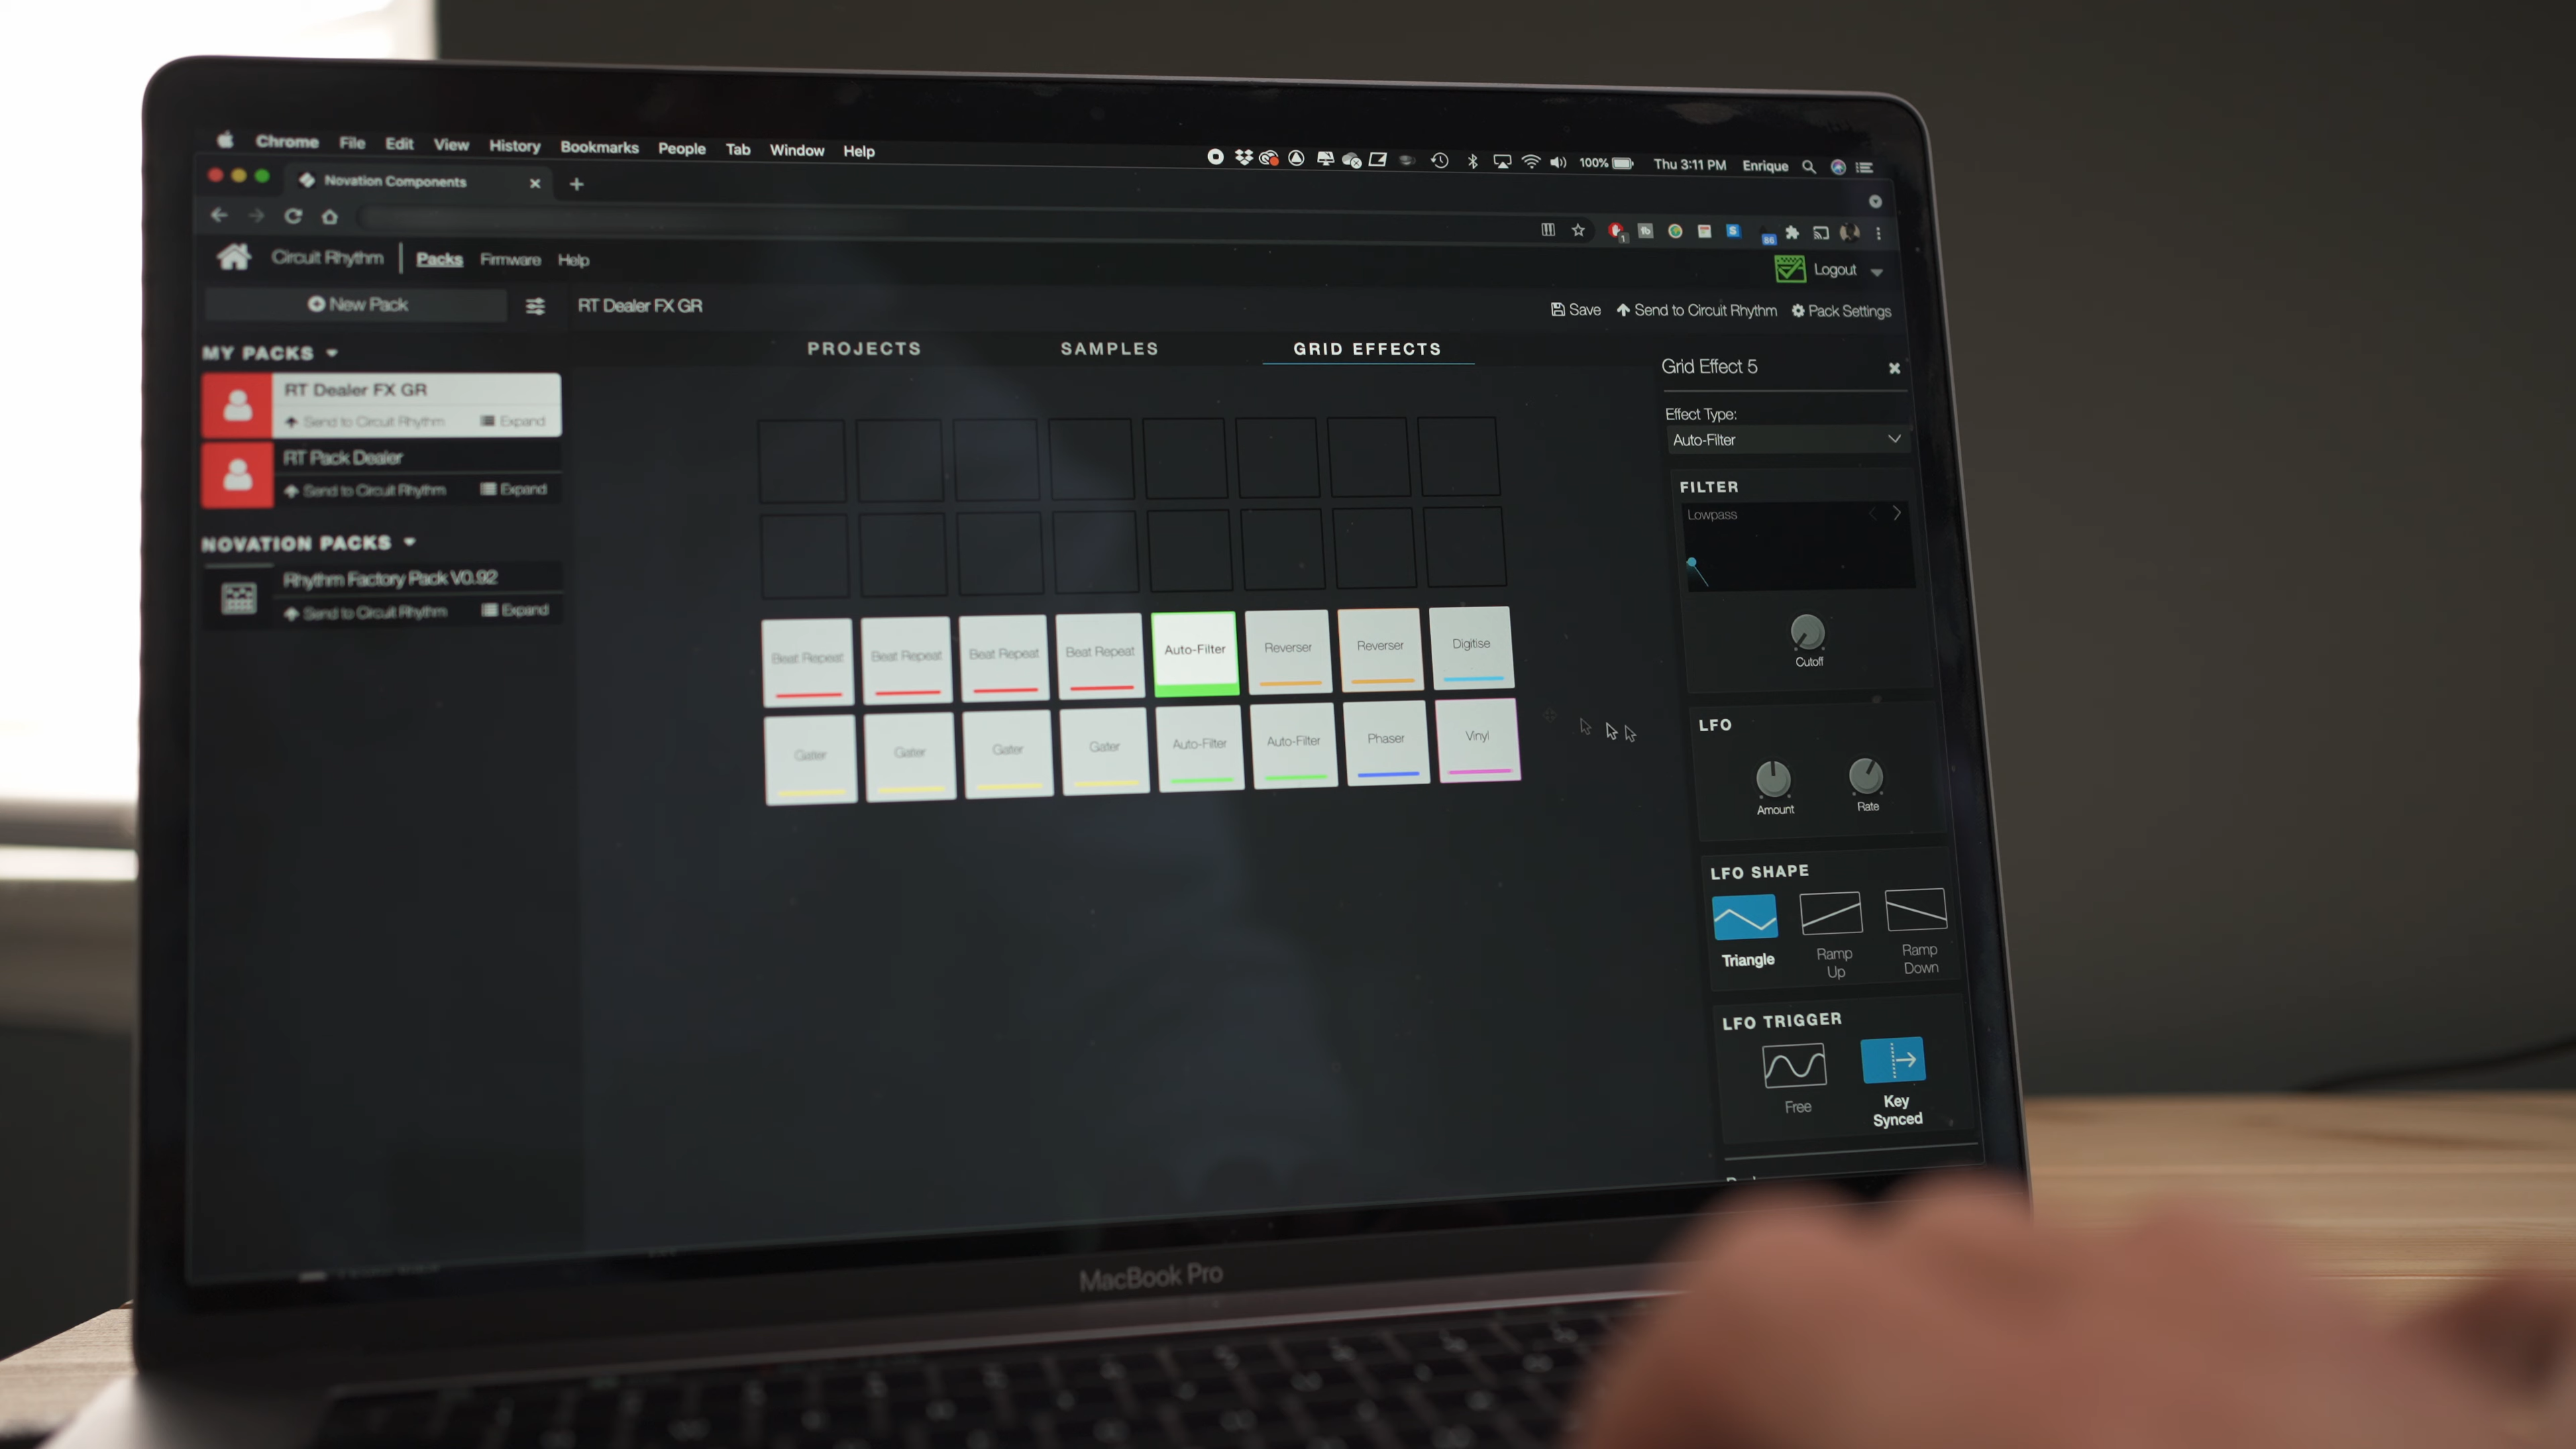 Chrome File Edit View History Bookmarks People Tab Window Help 100% Thu 3:11 PM Enrique
Novation Components
Circuit Rhythm Packs Firmware Help Logout
New Pack RT Dealer FX GR Save Send to Circuit Rhythm Pack Settings
PROJECTS SAMPLES GRID EFFECTS
MY PACKS
RT Dealer FX GR
Send to Circuit Rhythm Expand
RT Pack Dealer
Send to Circuit Rhythm Expand
NOVATION PACKS
Rhythm Factory Pack V0.92
Send to Circuit Rhythm Expand
Beat Repeat Beat Repeat Beat Repeat Beat Repeat Auto-Filter Reverser Reverser Digitise
Gater Gater Gater Gater Auto-Filter Auto-Filter Phaser Vinyl
Grid Effect 5
Effect Type:
Auto-Filter
FILTER
Lowpass
Cutoff
LFO
Amount Rate
LFO SHAPE
Triangle Ramp Up Ramp Down
LFO TRIGGER
Free Key Synced
MacBook Pro